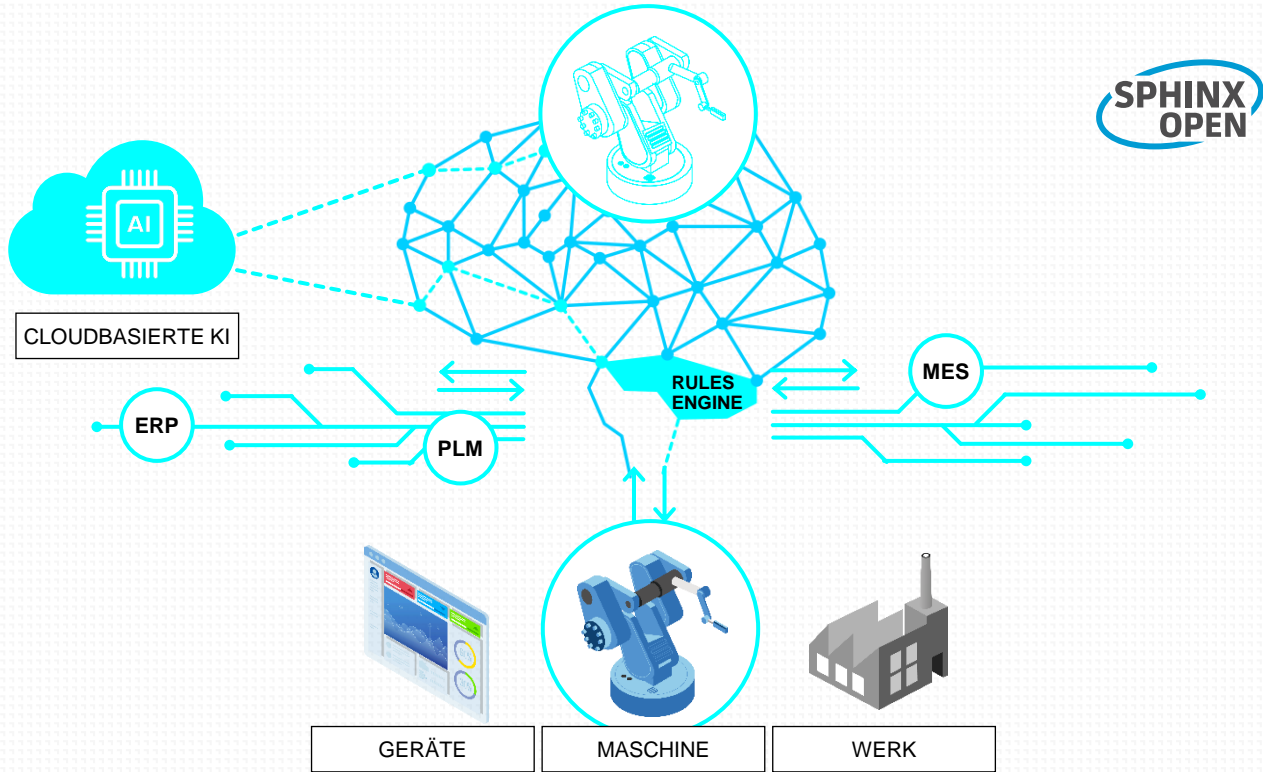 SPHINX
OPEN
AI
CLOUDBASIERTE KI
RULES
ENGINE
MES
ERP
PLM
GERÄTE
MASCHINE
WERK